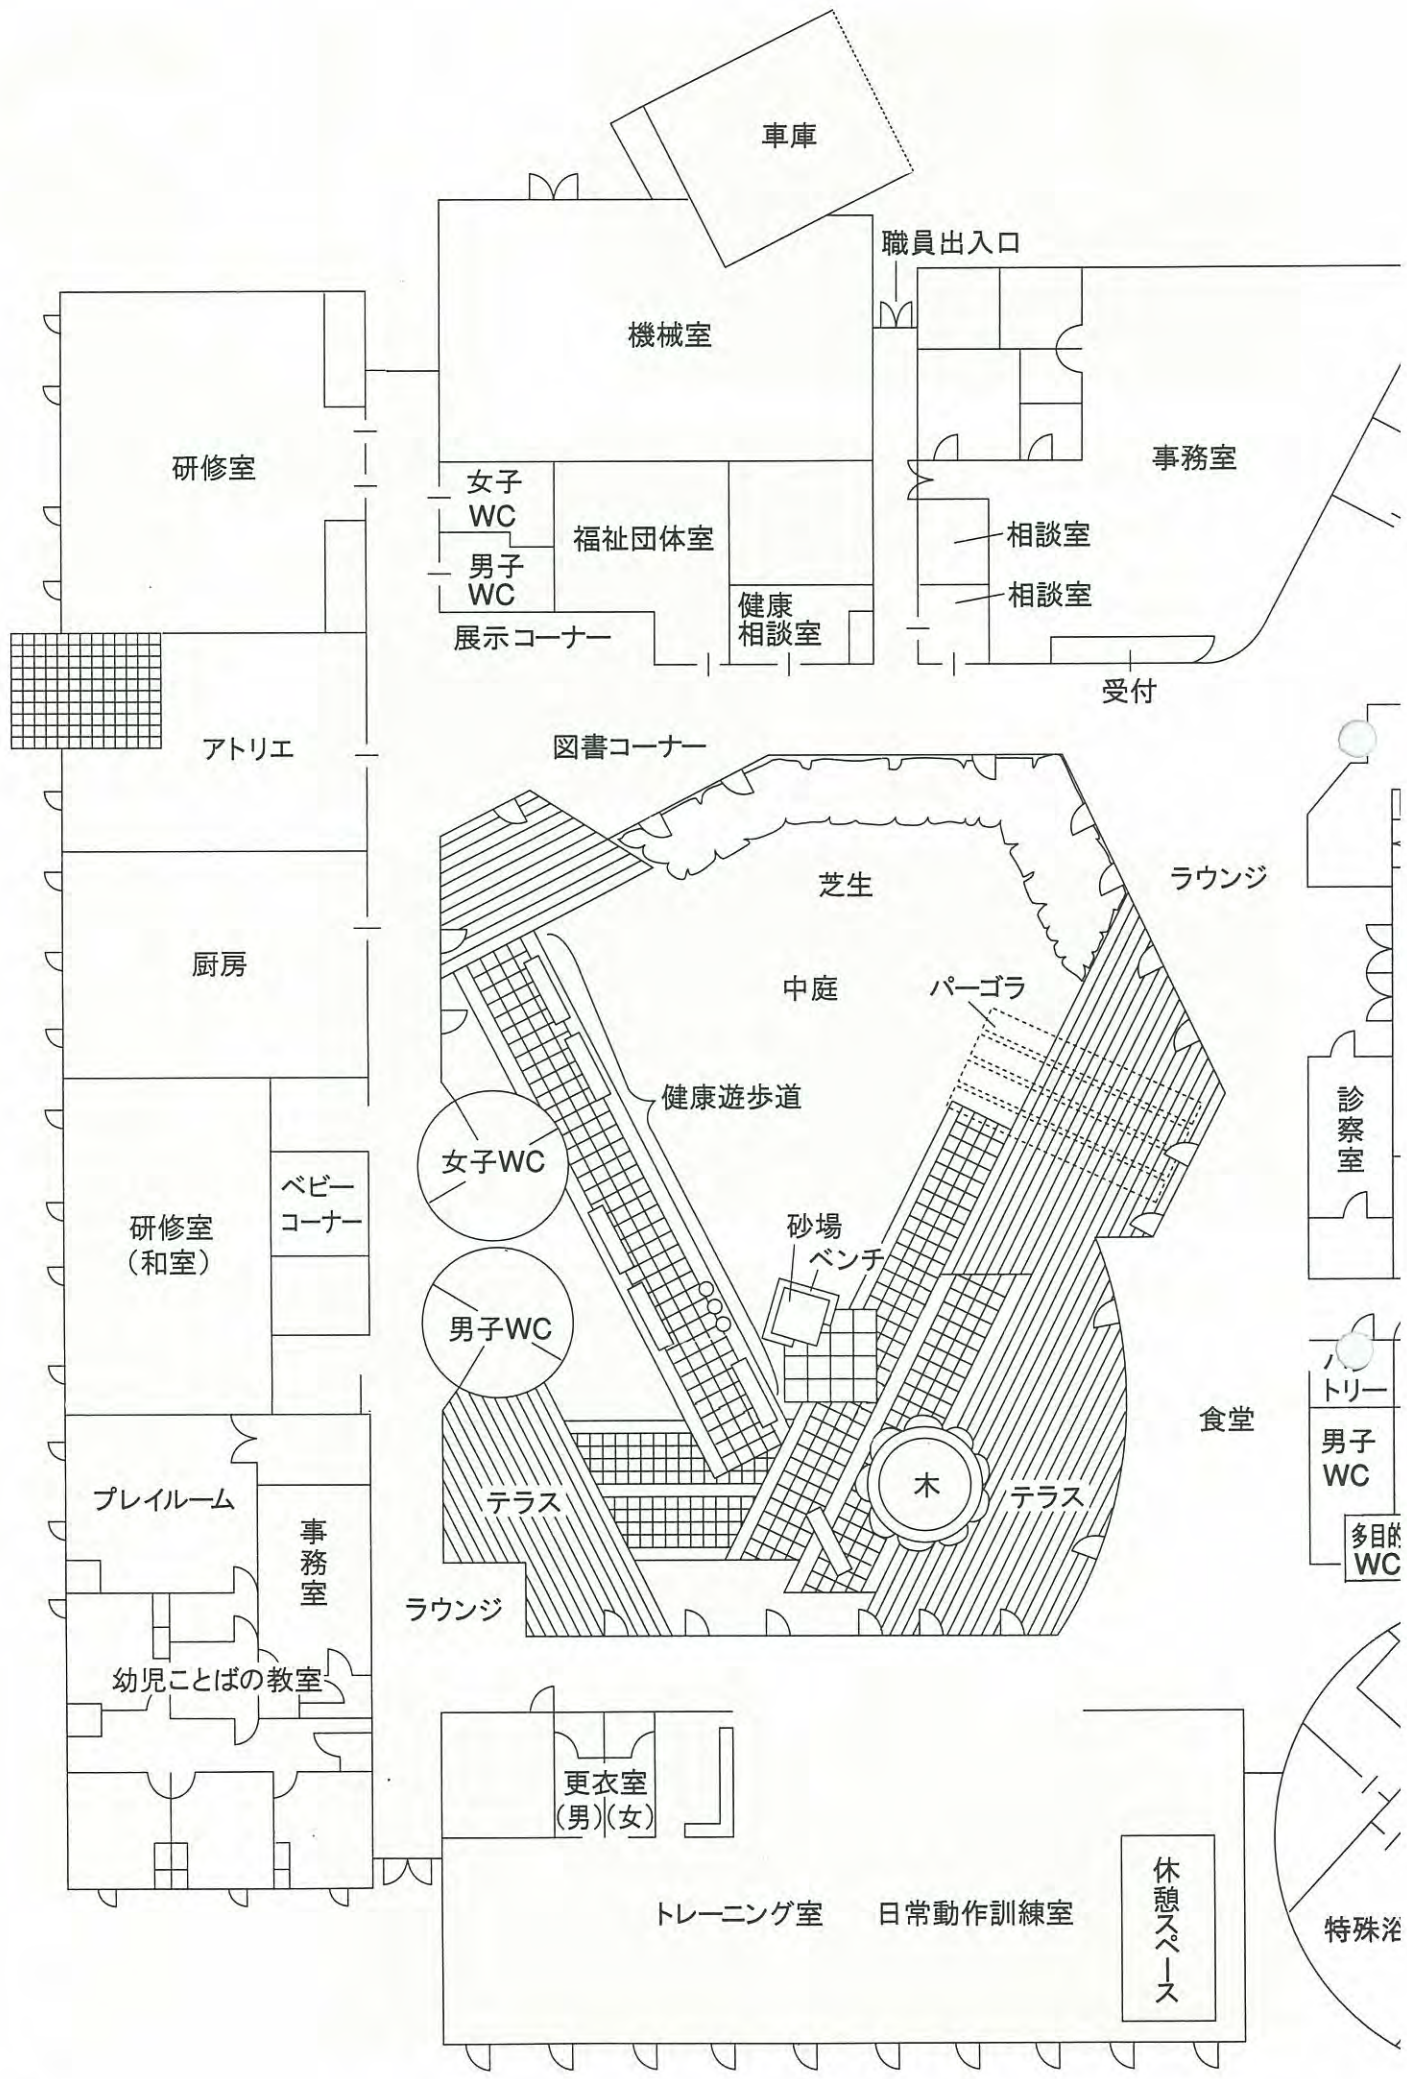 車庫
職員出入口
機械室
研修室
事務室
女子
WC
福祉団体室
相談室
男子
WC
相談室
健康
相談室
展示コーナー
受付
アトリエ
図書コーナー
芝生
ラウンジ
厨房
中庭
パーゴラ
健康遊歩道
診察室
女子WC
ベビー
コーナー
研修室
(和室)
砂場
ベンチ
男子WC
トリー
食堂
男子
WC
プレイルーム
テラス
木
テラス
事務室
多目的
WC
ラウンジ
幼児ことばの教室
更衣室
(男)(女)
トレーニング室
日常動作訓練室
休憩スペース
特殊浴